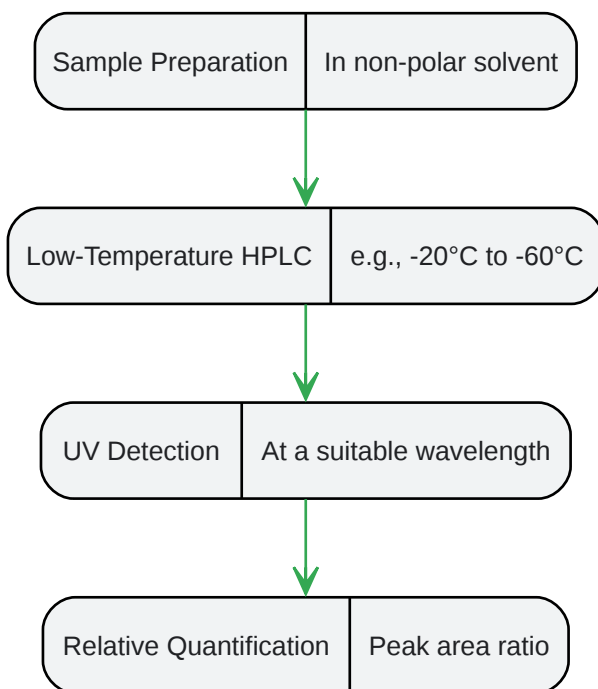 Sample Preparation In non-polar solvent
Low-Temperature HPLC e.g., -20°C to -60°C
UV Detection At a suitable wavelength
Relative Quantification Peak area ratio